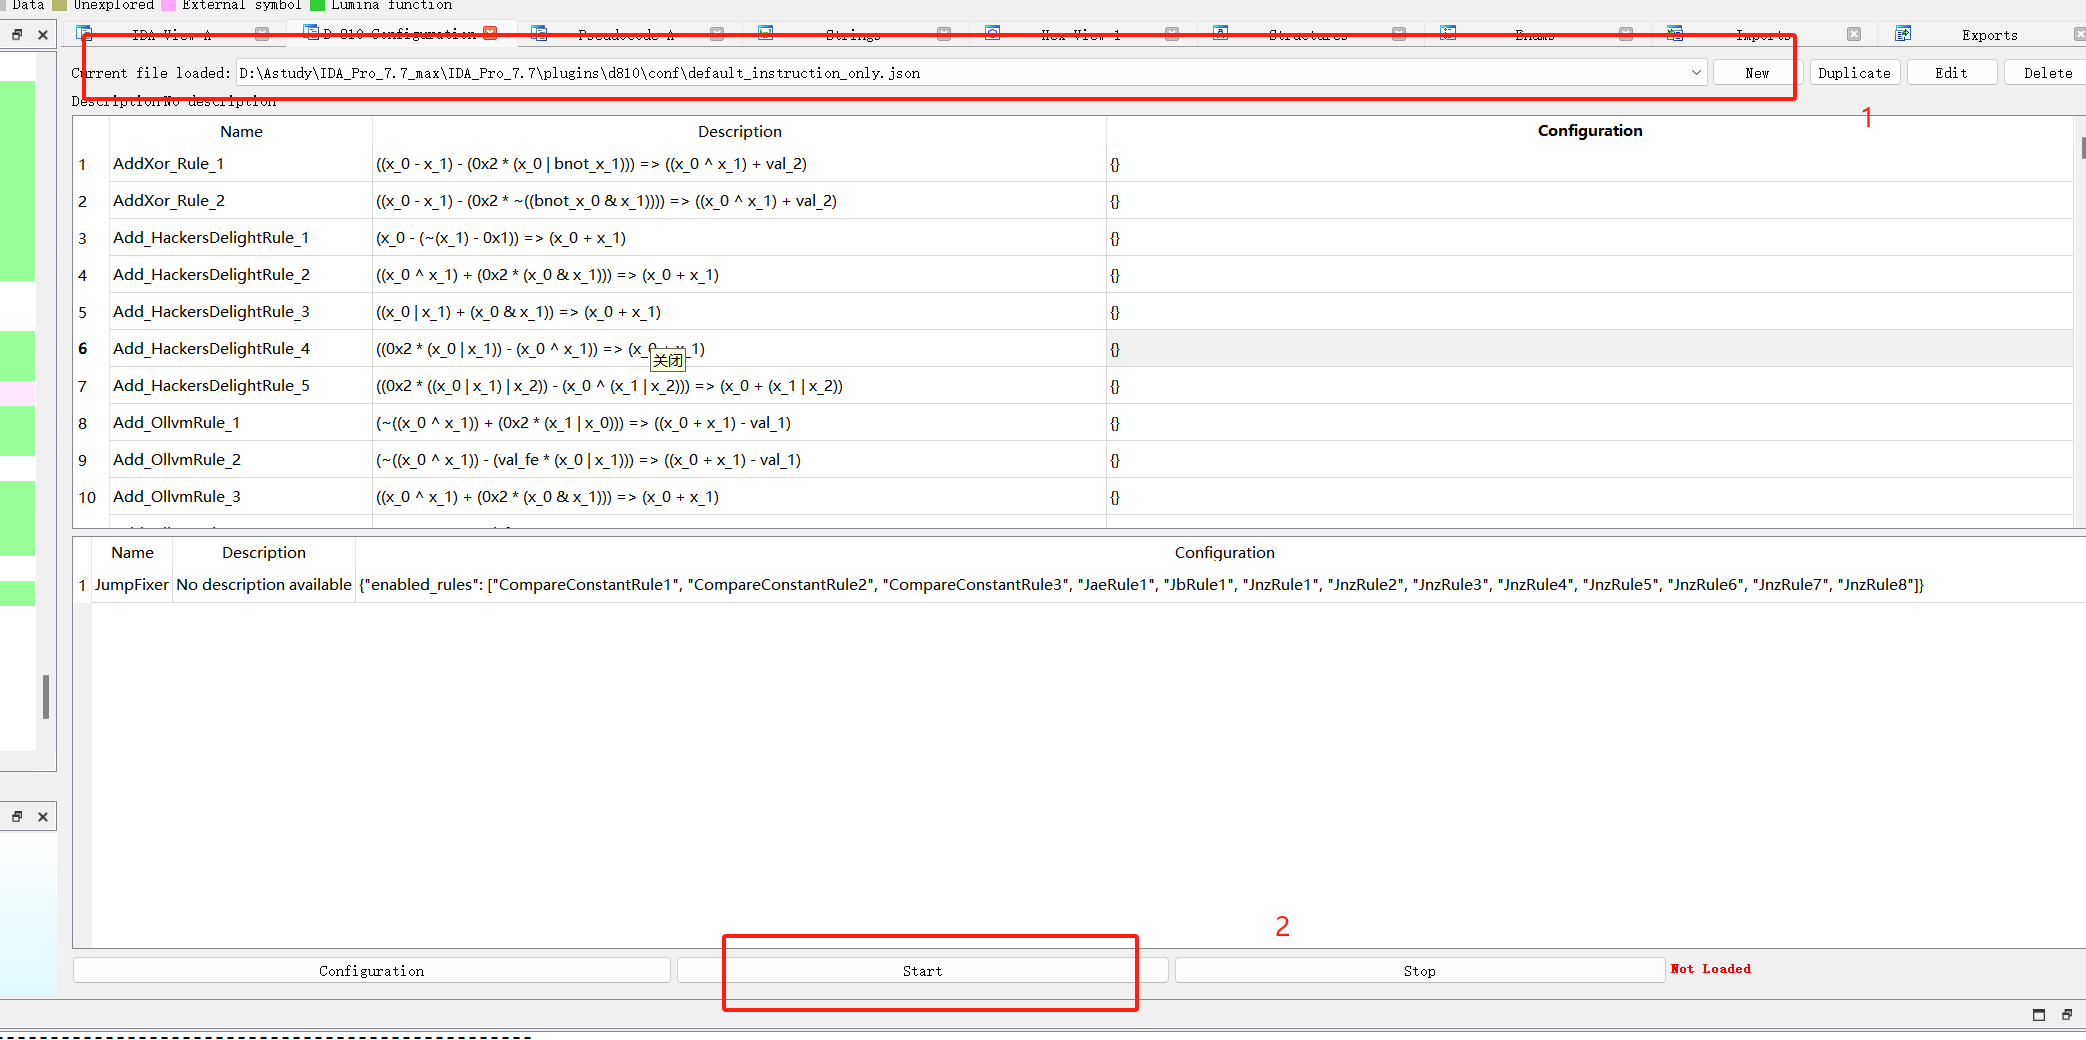 Data Unexplored External symbol Lumina function
IDA View-A D-810 Configuration Pseudocode-A Strings Hex View-1 Structures Enums Imports Exports
Current file loaded: D:\Astudy\IDA_Pro_7.7_max\IDA_Pro_7.7\plugins\d810\conf\default_instruction_only.json New Duplicate Edit Delete
Description No description
1
Name Description Configuration
1 AddXor_Rule_1 ((x_0 - x_1) - (0x2 * (x_0 | bnot_x_1))) => ((x_0 ^ x_1) + val_2) {}
2 AddXor_Rule_2 ((x_0 - x_1) - (0x2 * ~((bnot_x_0 & x_1)))) => ((x_0 ^ x_1) + val_2) {}
3 Add_HackersDelightRule_1 (x_0 - (~(x_1) - 0x1)) => (x_0 + x_1) {}
4 Add_HackersDelightRule_2 ((x_0 ^ x_1) + (0x2 * (x_0 & x_1))) => (x_0 + x_1) {}
5 Add_HackersDelightRule_3 ((x_0 | x_1) + (x_0 & x_1)) => (x_0 + x_1) {}
6 Add_HackersDelightRule_4 ((0x2 * (x_0 | x_1)) - (x_0 ^ x_1)) => (x_0 + x_1) {}
关闭
7 Add_HackersDelightRule_5 ((0x2 * ((x_0 | x_1) | x_2)) - (x_0 ^ (x_1 | x_2))) => (x_0 + (x_1 | x_2)) {}
8 Add_OllvmRule_1 (~((x_0 ^ x_1)) + (0x2 * (x_1 | x_0))) => ((x_0 + x_1) - val_1) {}
9 Add_OllvmRule_2 (~((x_0 ^ x_1)) - (val_fe * (x_0 | x_1))) => ((x_0 + x_1) - val_1) {}
10 Add_OllvmRule_3 ((x_0 ^ x_1) + (0x2 * (x_0 & x_1))) => (x_0 + x_1) {}
Name Description Configuration
1 JumpFixer No description available {"enabled_rules": ["CompareConstantRule1", "CompareConstantRule2", "CompareConstantRule3", "JaeRule1", "JbRule1", "JnzRule1", "JnzRule2", "JnzRule3", "JnzRule4", "JnzRule5", "JnzRule6", "JnzRule7", "JnzRule8"]}
2
Configuration Start Stop Not Loaded